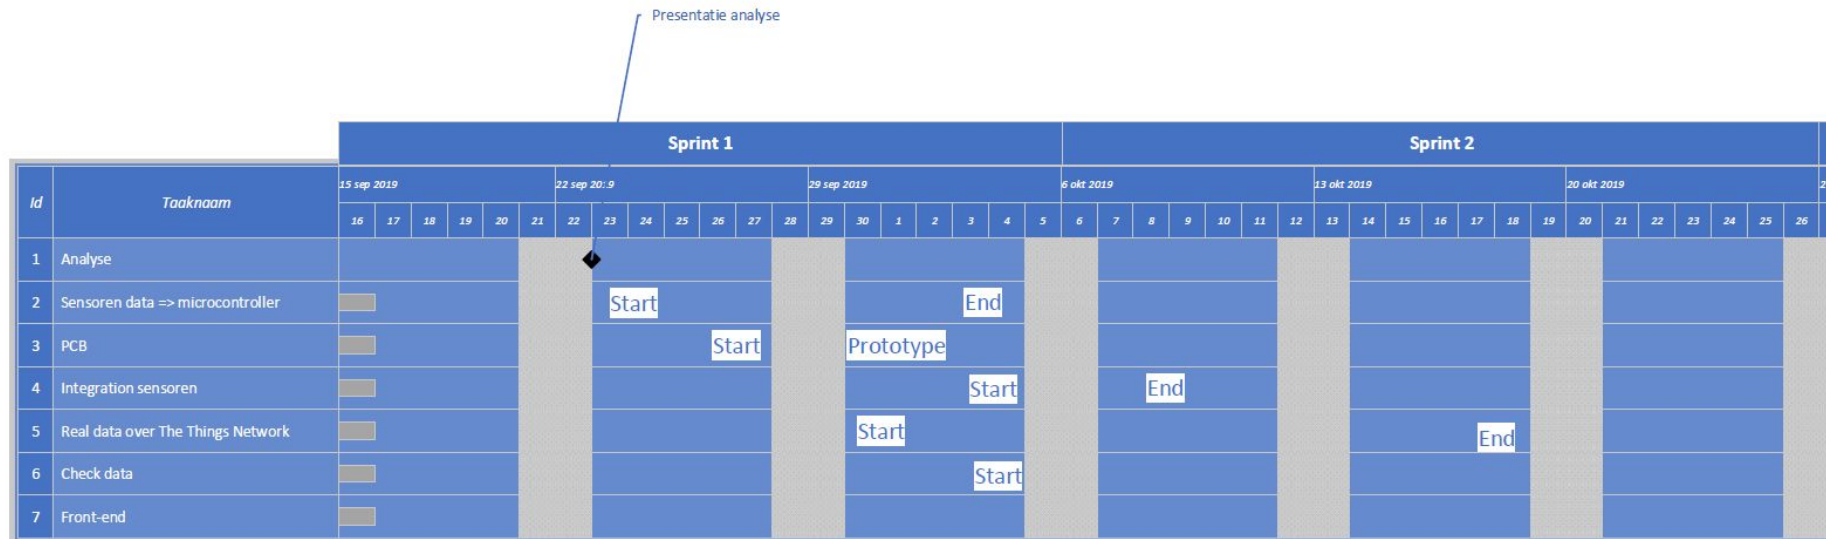 Presentatie analyse
Sprint 1 Sprint 2
Id Taaknaam 15 sep 2019 22 sep 20:9 29 sep 2019 6 okt 2019 13 okt 2019 20 okt 2019 2
16 17 18 19 20 21 22 23 24 25 26 27 28 29 30 1 2 3 4 5 6 7 8 9 10 11 12 13 14 15 16 17 18 19 20 21 22 23 24 25 26
1 Analyse
2 Sensoren data => microcontroller Start End
3 PCB Start Prototype
4 Integration sensoren Start End
5 Real data over The Things Network Start End
6 Check data Start
7 Front-end